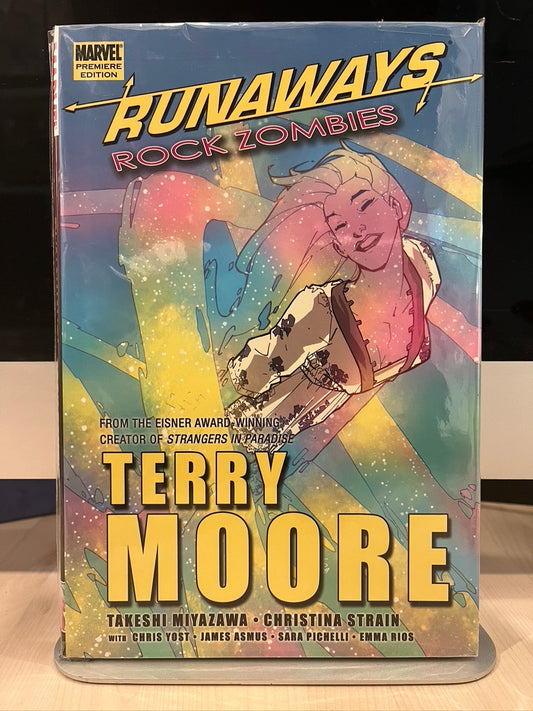 MARVEL
PREMIERE
EDITION
RUNAWAYS
ROCK ZOMBIES
FROM THE EISNER AWARD-WINNING
CREATOR OF STRANGERS IN PARADISE
TERRY
MOORE
TAKESHI MIYAZAWA • CHRISTINA STRAIN
WITH CHRIS YOST • JAMES ASMUS • SARA PICHELLI • EMMA RIOS